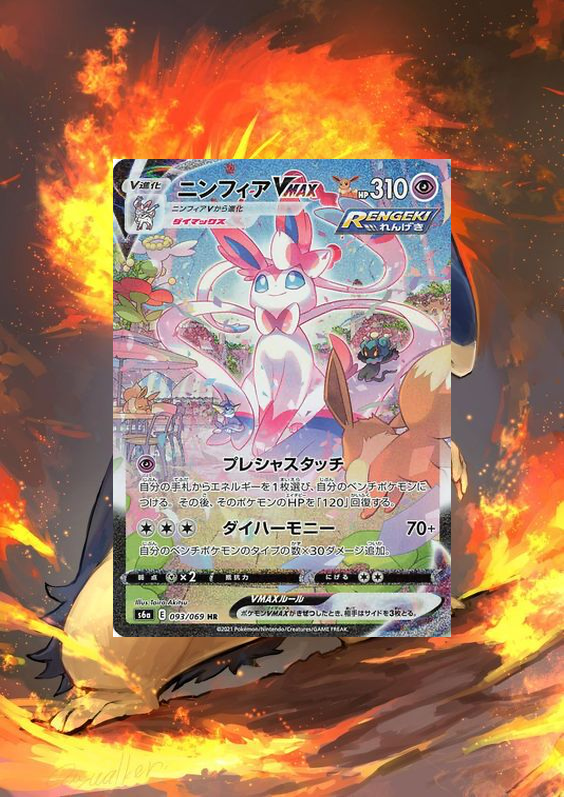 V進化
ニンフィアVMAX
HP310
ニンフィアVから進化
ダイマックス
RENGEKI
れんげき
プレシャスタッチ
自分の手札からエネルギーを1枚選び、自分のベンチポケモンに
つける。その後、そのポケモンのHPを「120」回復する。
ダイハーモニー 70+
自分のベンチポケモンのタイプの数×30ダメージ追加。
弱点 ×2 抵抗力 にげる
Illus. Taira Akitsu
VMAXルール
ポケモンVMAXがきぜつしたとき、相手はサイドを3枚とる。
s6a E 093/069 HR
©2021 Pokémon/Nintendo/Creatures/GAME FREAK.